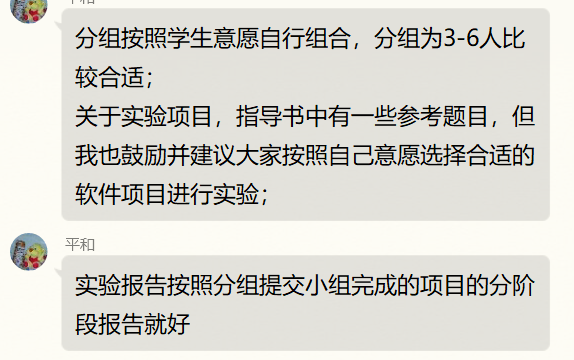 平和
分组按照学生意愿自行组合，分组为3-6人比
较合适；
关于实验项目，指导书中有一些参考题目，但
我也鼓励并建议大家按照自己意愿选择合适的
软件项目进行实验；
平和
实验报告按照分组提交小组完成的项目的分阶
段报告就好